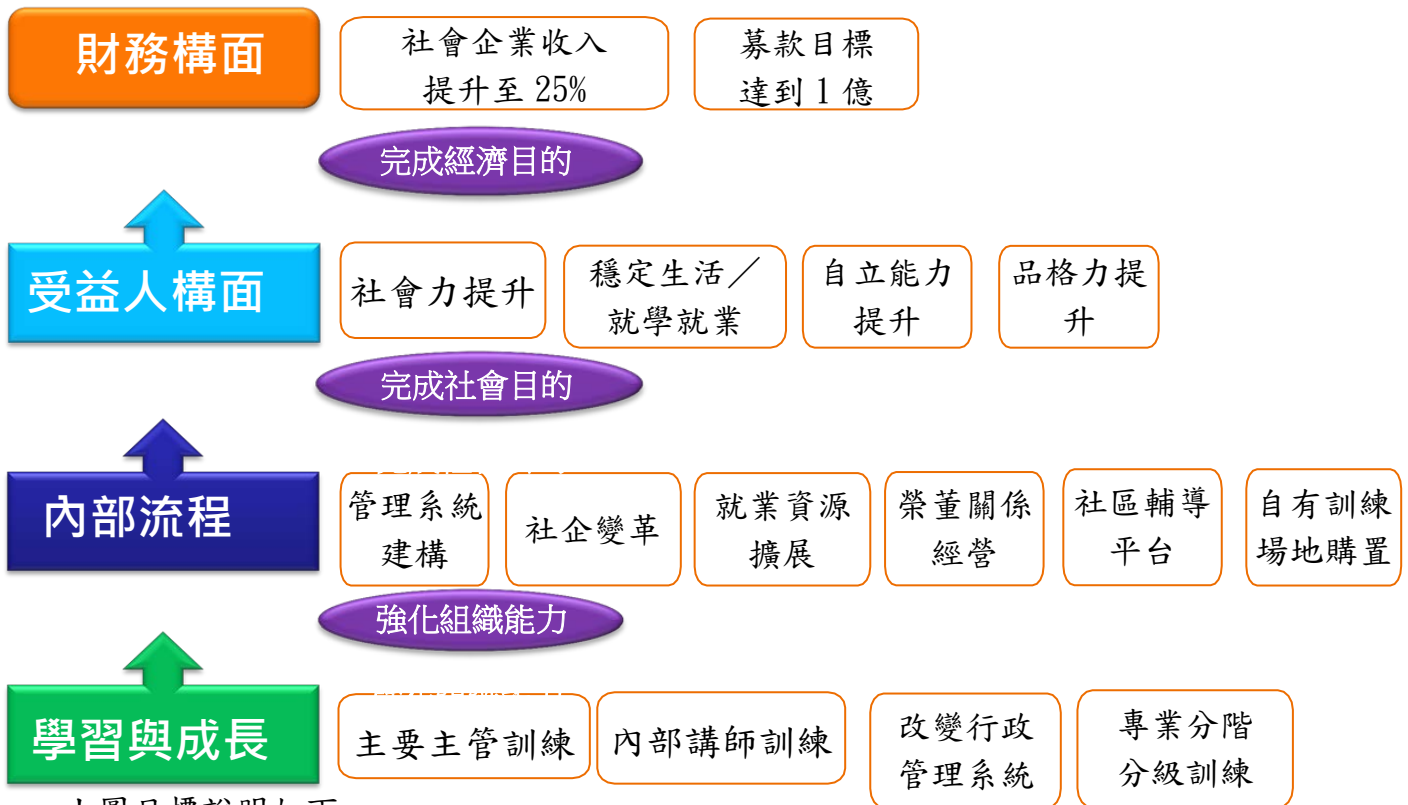 財務構面
社會企業收入
提升至 25%
募款目標
達到 1 億
完成經濟目的
受益人構面
社會力提升
穩定生活／
就學就業
自立能力
提升
品格力提
升
完成社會目的
內部流程
管理系統
建構
社企變革
就業資源
擴展
榮董關係
經營
社區輔導
平台
自有訓練
場地購置
強化組織能力
學習與成長
主要主管訓練
內部講師訓練
改變行政
管理系統
專業分階
分級訓練